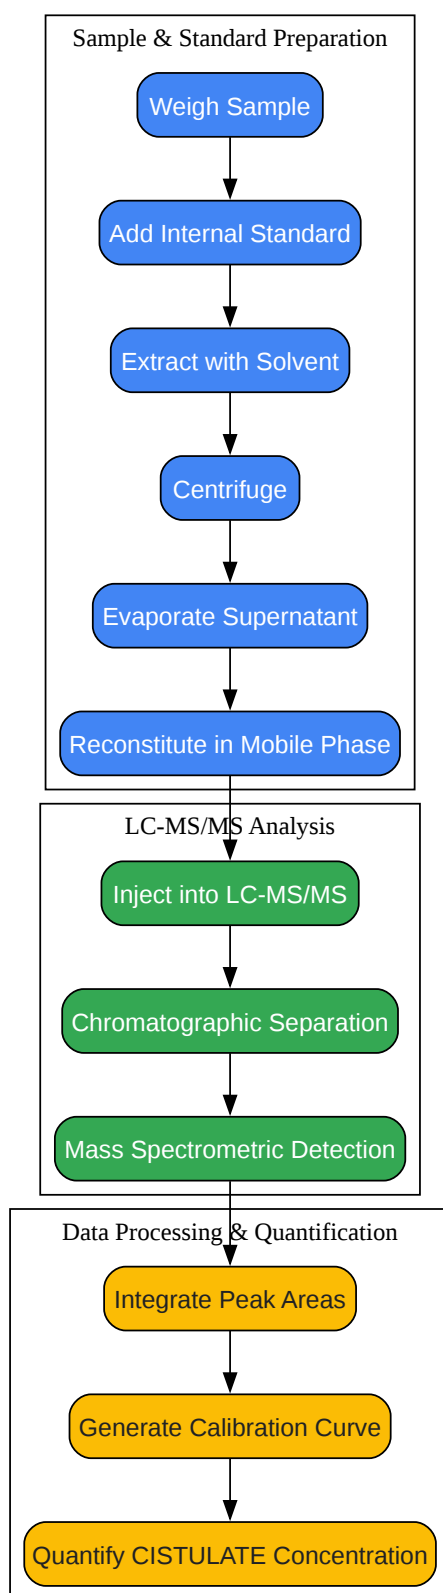 Sample & Standard Preparation
Weigh Sample
Add Internal Standard
Extract with Solvent
Centrifuge
Evaporate Supernatant
Reconstitute in Mobile Phase
LC-MS/MS Analysis
Inject into LC-MS/MS
Chromatographic Separation
Mass Spectrometric Detection
Data Processing & Quantification
Integrate Peak Areas
Generate Calibration Curve
Quantify CISTULATE Concentration